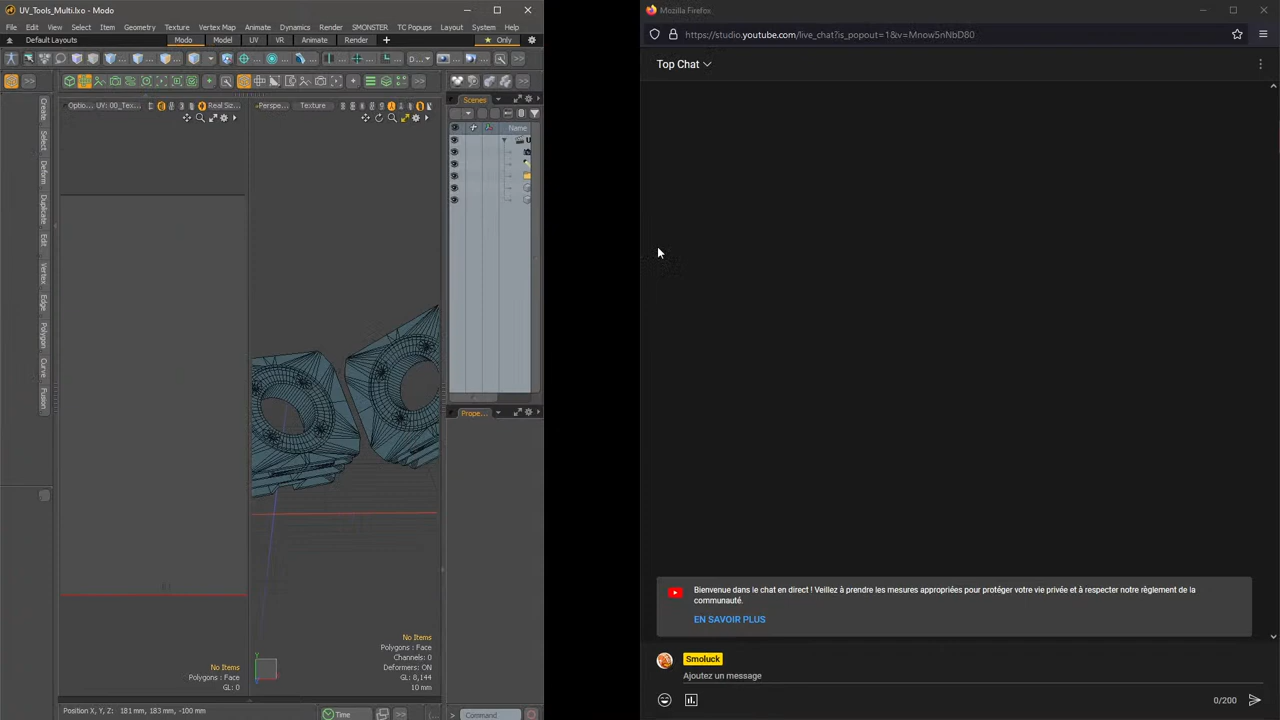 UV_Tools_Multi.lxo - Modo
File Edit View Select Item Geometry Texture Vertex Map Animate Dynamics Render SMONSTER TC Popups Layout System Help
Default Layouts Modo Model UV VR Animate Render Only
D...
Create
Select
Deform
Duplicate
Edit
Vertex
Edge
Polygon
Curve
Fusion
Optio... UV: 00_Tex... Real Siz...
Perspe... Texture
Scenes
Name
Prope...
No Items
Polygons : Face
GL: 0
No Items
Polygons : Face
Channels: 0
Deformers: ON
GL: 8,144
10 mm
Position X, Y, Z: 181 mm, 183 mm, -100 mm
Time
Command
Mozilla Firefox
https://studio.youtube.com/live_chat?is_popout=1&v=Mnow5nNbD80
Top Chat
Bienvenue dans le chat en direct ! Veillez à prendre les mesures appropriées pour protéger votre vie privée et à respecter notre règlement de la
communauté.
EN SAVOIR PLUS
Smoluck
Ajoutez un message
0/200